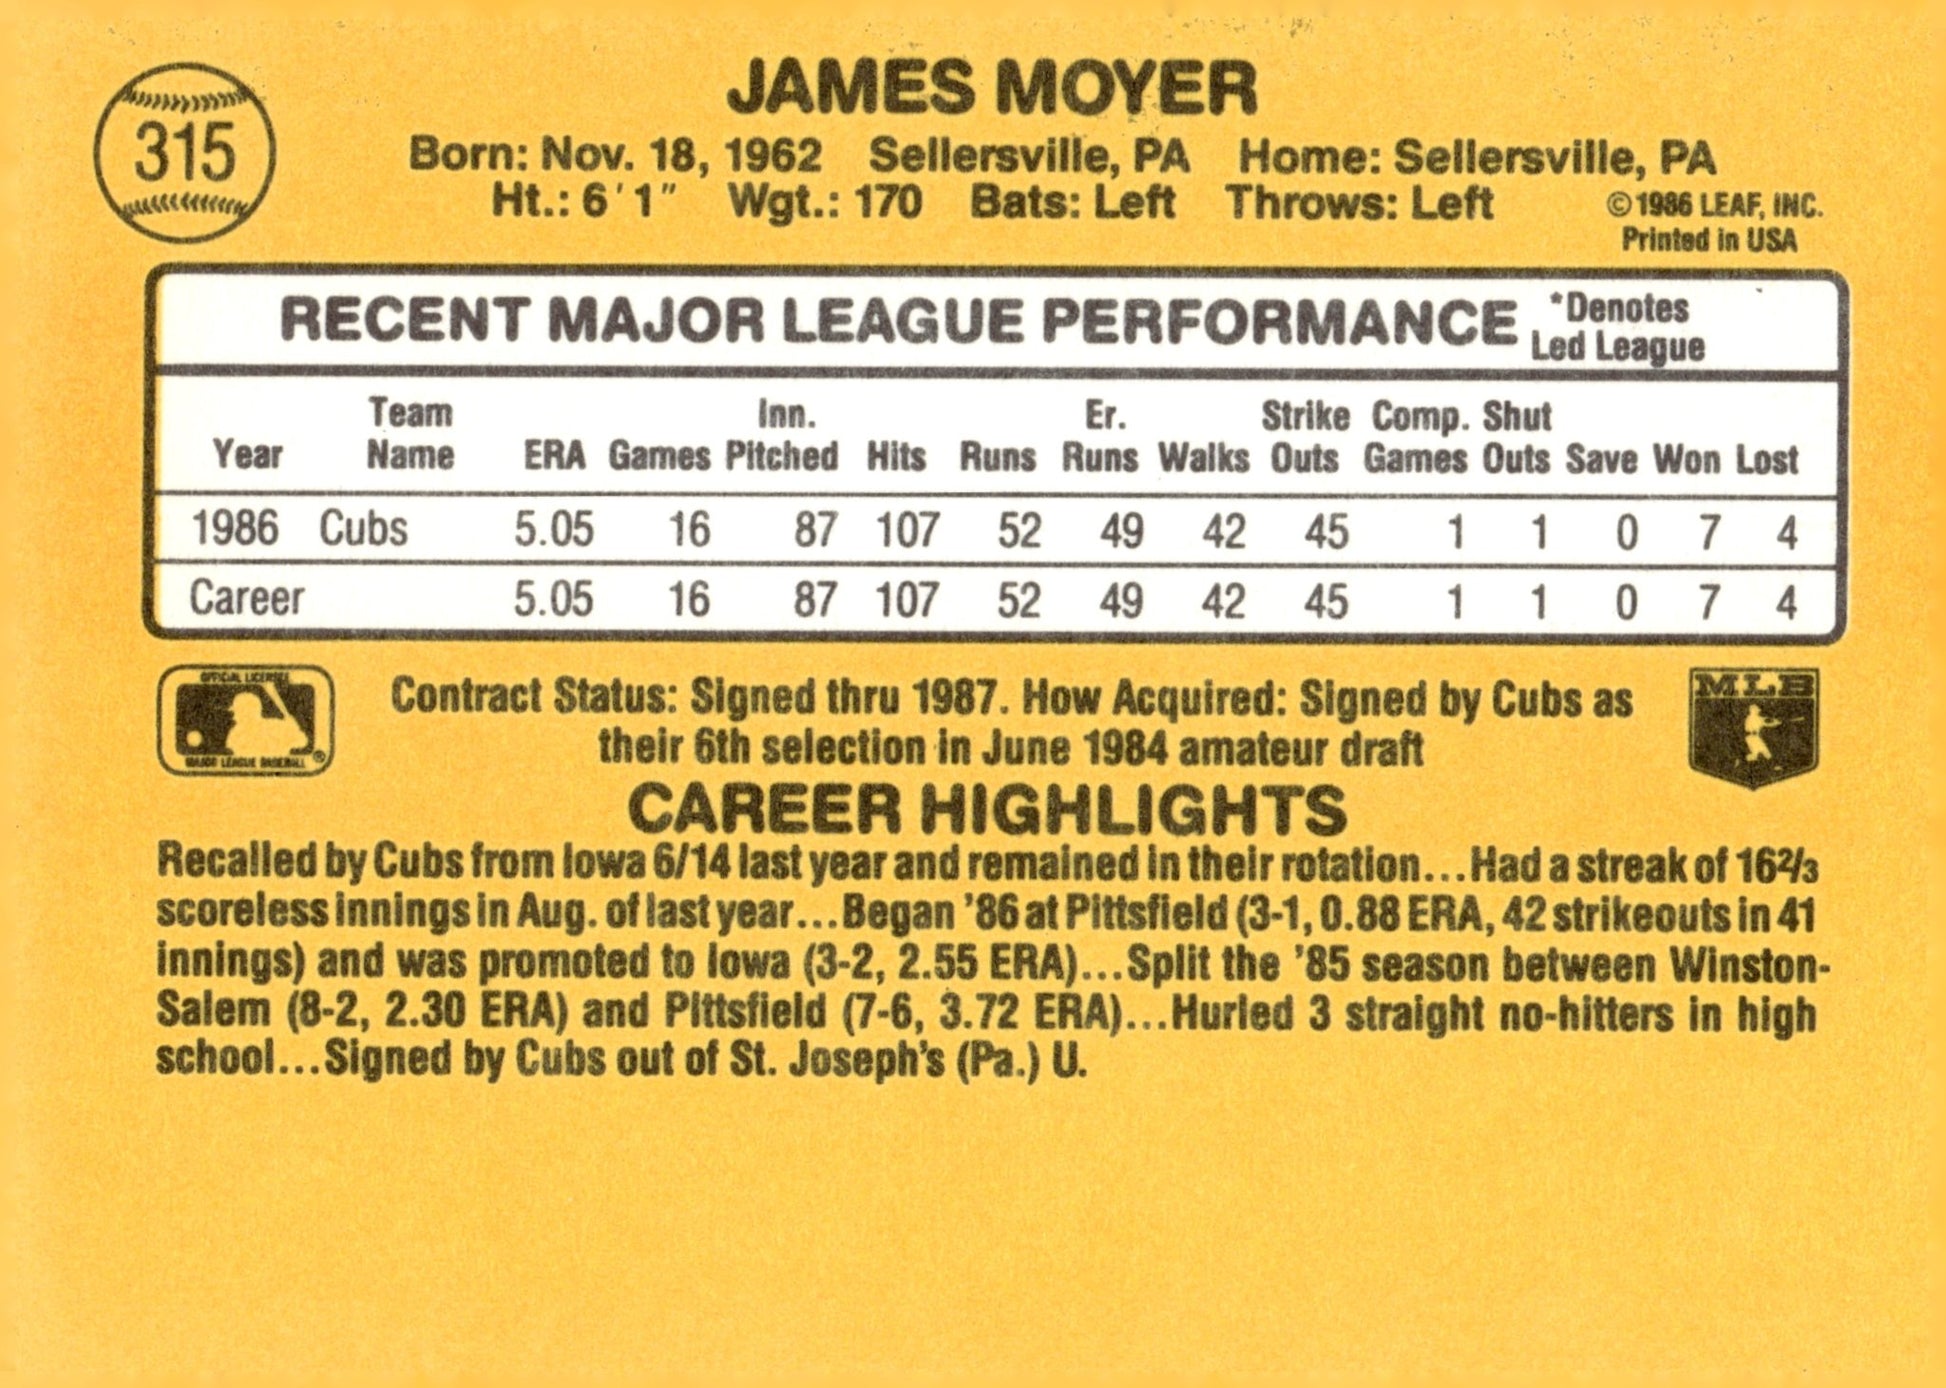 315
JAMES MOYER
Born: Nov. 18, 1962 Sellersville, PA Home: Sellersville, PA
Ht.: 6'1" Wgt.: 170 Bats: Left Throws: Left
©1986 LEAF, INC.
Printed in USA
RECENT MAJOR LEAGUE PERFORMANCE *Denotes Led League
Year Team Name ERA Games Inn. Pitched Hits Runs Er. Runs Walks Strike Outs Comp. Games Shut Outs Save Won Lost
1986 Cubs 5.05 16 87 107 52 49 42 45 1 1 0 7 4
Career 5.05 16 87 107 52 49 42 45 1 1 0 7 4
OFFICIAL LICENSEE
MAJOR LEAGUE BASEBALL ®
MLB
Contract Status: Signed thru 1987. How Acquired: Signed by Cubs as
their 6th selection in June 1984 amateur draft
CAREER HIGHLIGHTS
Recalled by Cubs from Iowa 6/14 last year and remained in their rotation...Had a streak of 16⅔
scoreless innings in Aug. of last year...Began '86 at Pittsfield (3-1, 0.88 ERA, 42 strikeouts in 41
innings) and was promoted to Iowa (3-2, 2.55 ERA)...Split the '85 season between Winston-
Salem (8-2, 2.30 ERA) and Pittsfield (7-6, 3.72 ERA)...Hurled 3 straight no-hitters in high
school...Signed by Cubs out of St. Joseph's (Pa.) U.